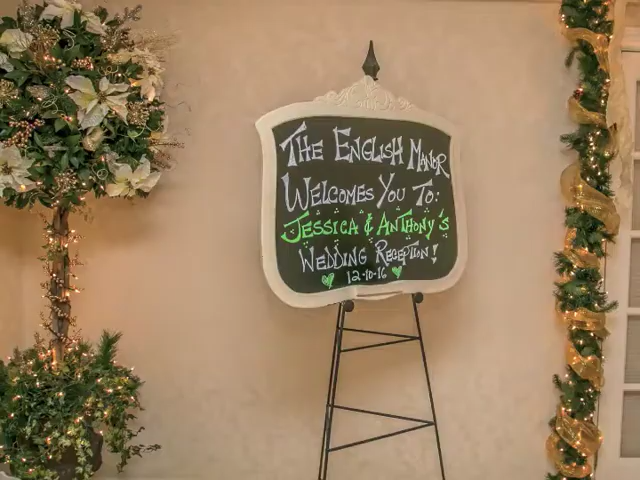 The English Manor
Welcomes You To:
Jessica & Anthony's
Wedding Reception!
12-10-16